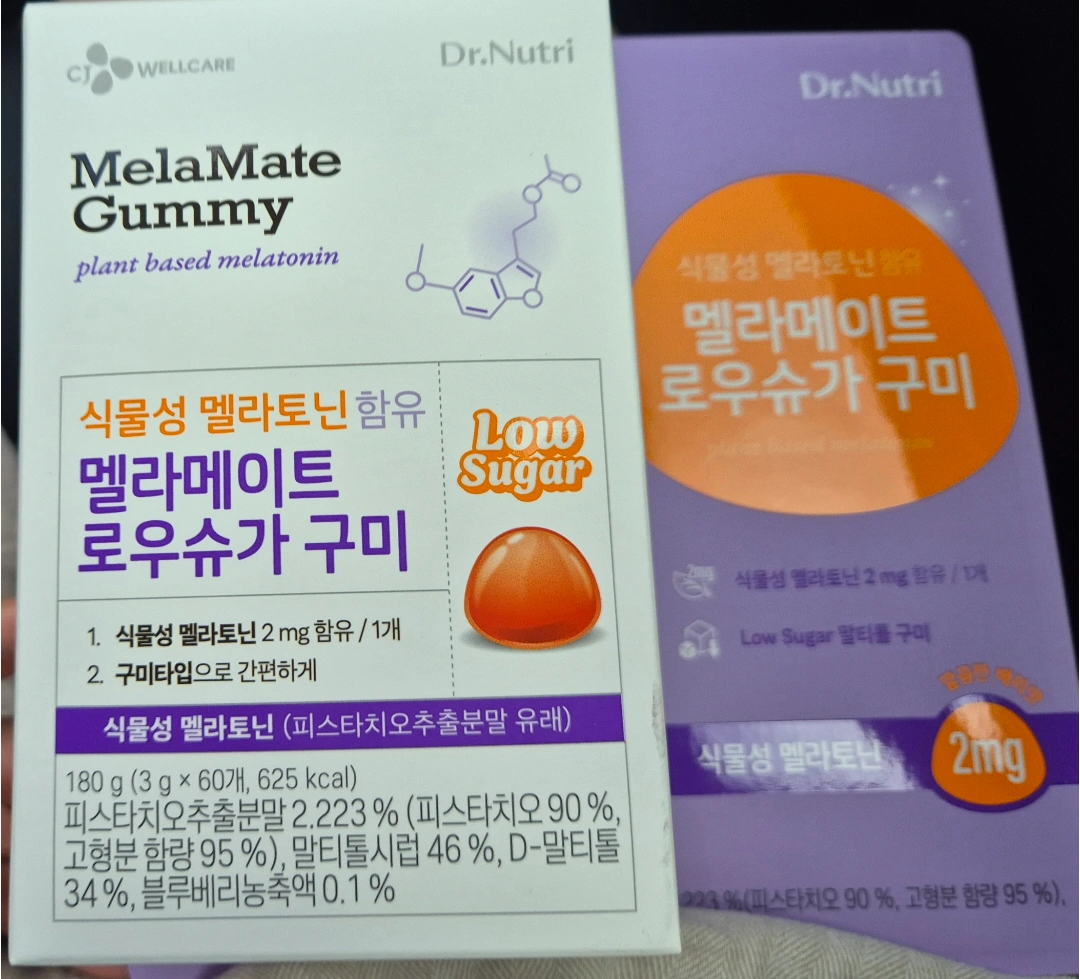 CJ WELLCARE
Dr.Nutri
MelaMate
Gummy
plant based melatonin
식물성 멜라토닌 함유
멜라메이트
로우슈가 구미
Low
Sugar
1. 식물성 멜라토닌 2 mg 함유 / 1개
2. 구미타입으로 간편하게
식물성 멜라토닌 (피스타치오추출분말 유래)
180 g (3 g × 60개, 625 kcal)
피스타치오추출분말 2.223 % (피스타치오 90 %,
고형분 함량 95 %), 말티톨시럽 46 %, D-말티톨
34 %, 블루베리농축액 0.1 %
Dr.Nutri
식물성 멜라토닌 함유
멜라메이트
로우슈가 구미
plant based melatonin
식물성 멜라토닌 2 mg 함유 / 1개
Low Sugar 말티톨 구미
식물성 멜라토닌
2mg
223 %(피스타치오 90 %, 고형분 함량 95 %),